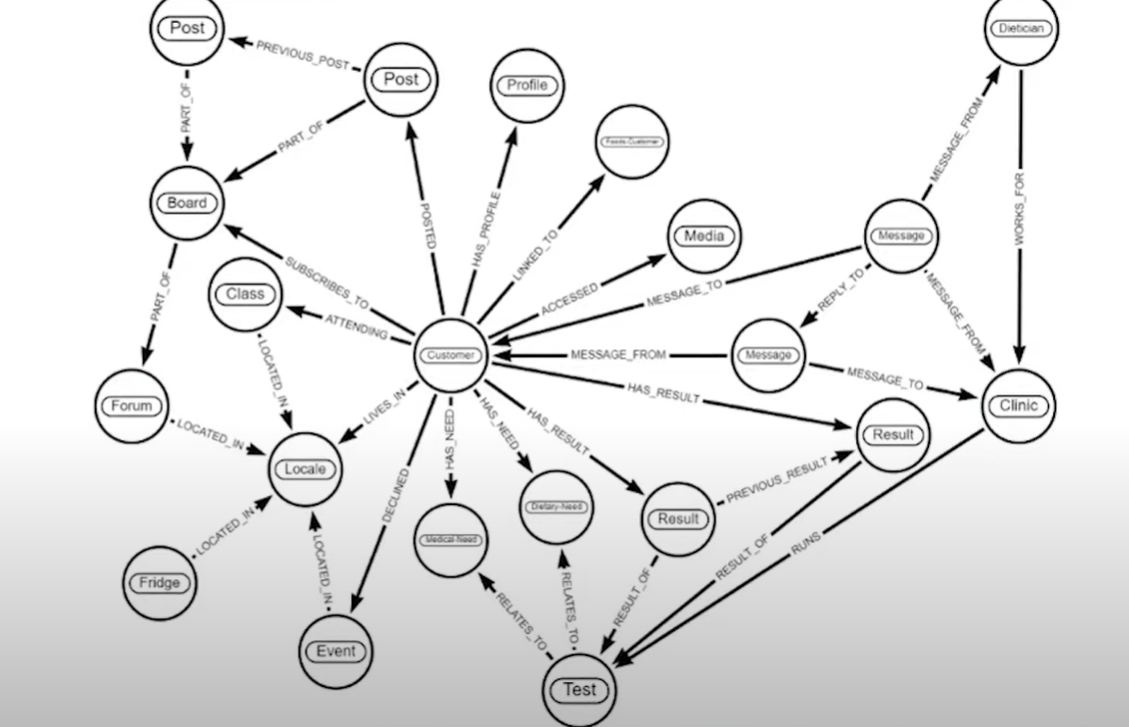 Post
PREVIOUS_POST
Post
Profile
Dietician
PART_OF
PART_OF
Foods-Customer
MESSAGE_FROM
Board
POSTED
HAS_PROFILE
LINKED_TO
Media
Message
WORKS_FOR
SUBSCRIBES_TO
ACCESSED
MESSAGE_TO
REPLY_TO
MESSAGE_FROM
PART_OF
Class
ATTENDING
Customer
MESSAGE_FROM
Message
MESSAGE_TO
LOCATED_IN
HAS_RESULT
Forum
LOCATED_IN
LIVES_IN
HAS_NEED
HAS_NEED
HAS_RESULT
Result
Clinic
Locale
DECLINED
PREVIOUS_RESULT
Medical-Need
Dietary-Need
Result
LOCATED_IN
LOCATED_IN
RESULT_OF
RUNS
Fridge
RELATES_TO
RELATES_TO
RESULT_OF
Event
Test